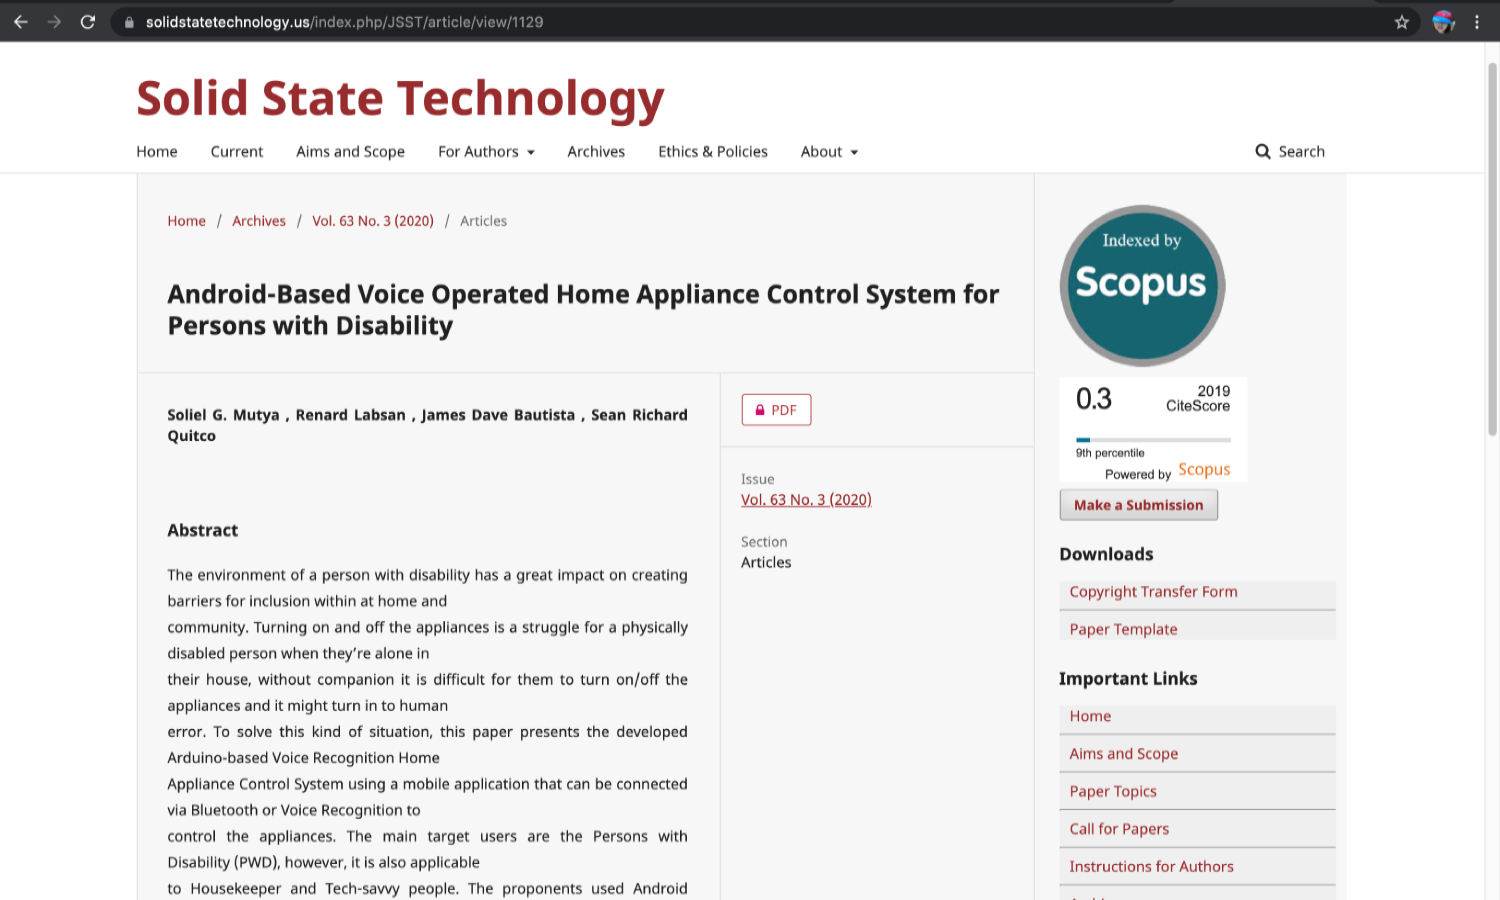 solidstatetechnology.us/index.php/JSST/article/view/1129
Solid State Technology
Home Current Aims and Scope For Authors Archives Ethics & Policies About Search
Home / Archives / Vol. 63 No. 3 (2020) / Articles
Android-Based Voice Operated Home Appliance Control System for
Persons with Disability
Soliel G. Mutya , Renard Labsan , James Dave Bautista , Sean Richard
Quitco
Abstract
The environment of a person with disability has a great impact on creating
barriers for inclusion within at home and
community. Turning on and off the appliances is a struggle for a physically
disabled person when they’re alone in
their house, without companion it is difficult for them to turn on/off the
appliances and it might turn in to human
error. To solve this kind of situation, this paper presents the developed
Arduino-based Voice Recognition Home
Appliance Control System using a mobile application that can be connected
via Bluetooth or Voice Recognition to
control the appliances. The main target users are the Persons with
Disability (PWD), however, it is also applicable
to Housekeeper and Tech-savvy people. The proponents used Android
PDF
Issue
Vol. 63 No. 3 (2020)
Section
Articles
Indexed by
Scopus
0.3
2019
CiteScore
9th percentile
Powered by Scopus
Make a Submission
Downloads
Copyright Transfer Form
Paper Template
Important Links
Home
Aims and Scope
Paper Topics
Call for Papers
Instructions for Authors